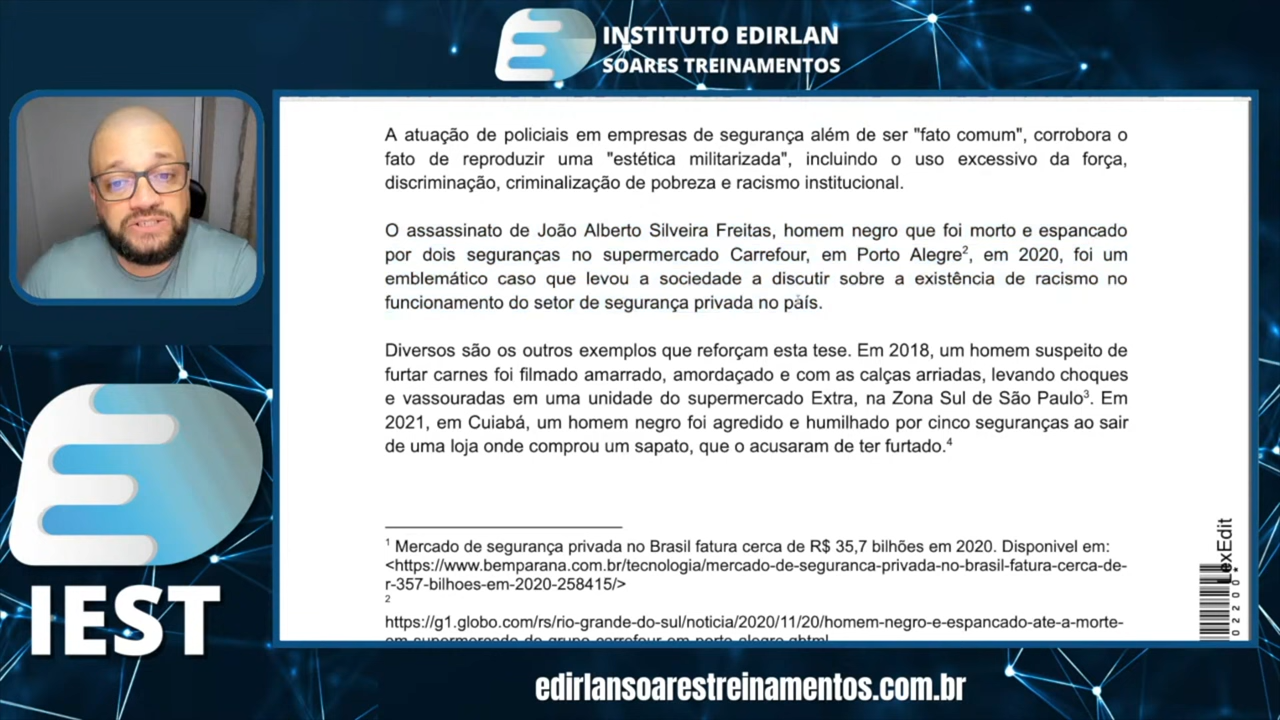 INSTITUTO EDIRLAN
SOARES TREINAMENTOS
A atuação de policiais em empresas de segurança além de ser "fato comum", corrobora o
fato de reproduzir uma "estética militarizada", incluindo o uso excessivo da força,
discriminação, criminalização de pobreza e racismo institucional.
O assassinato de João Alberto Silveira Freitas, homem negro que foi morto e espancado
por dois seguranças no supermercado Carrefour, em Porto Alegre², em 2020, foi um
emblemático caso que levou a sociedade a discutir sobre a existência de racismo no
funcionamento do setor de segurança privada no país.
Diversos são os outros exemplos que reforçam esta tese. Em 2018, um homem suspeito de
furtar carnes foi filmado amarrado, amordaçado e com as calças arriadas, levando choques
e vassouradas em uma unidade do supermercado Extra, na Zona Sul de São Paulo³. Em
2021, em Cuiabá, um homem negro foi agredido e humilhado por cinco seguranças ao sair
de uma loja onde comprou um sapato, que o acusaram de ter furtado.⁴
¹ Mercado de segurança privada no Brasil fatura cerca de R$ 35,7 bilhões em 2020. Disponivel em:
<https://www.bemparana.com.br/tecnologia/mercado-de-seguranca-privada-no-brasil-fatura-cerca-de-
r-357-bilhoes-em-2020-258415/>
²
https://g1.globo.com/rs/rio-grande-do-sul/noticia/2020/11/20/homem-negro-e-espancado-ate-a-morte-
em-supermercado-do-grupo-carrefour-em-porto-alegre.ghtml
LexEdit
02200*
IEST
edirlansoarestreinamentos.com.br